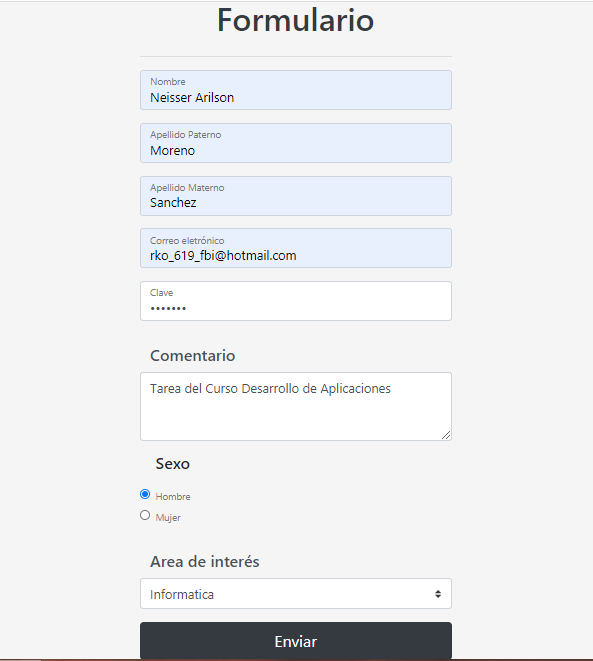 Formulario
Nombre
Neisser Arilson
Apellido Paterno
Moreno
Apellido Materno
Sanchez
Correo eletrónico
rko_619_fbi@hotmail.com
Clave
•••••••
Comentario
Tarea del Curso Desarrollo de Aplicaciones
Sexo
Hombre
Mujer
Area de interés
Informatica
Enviar